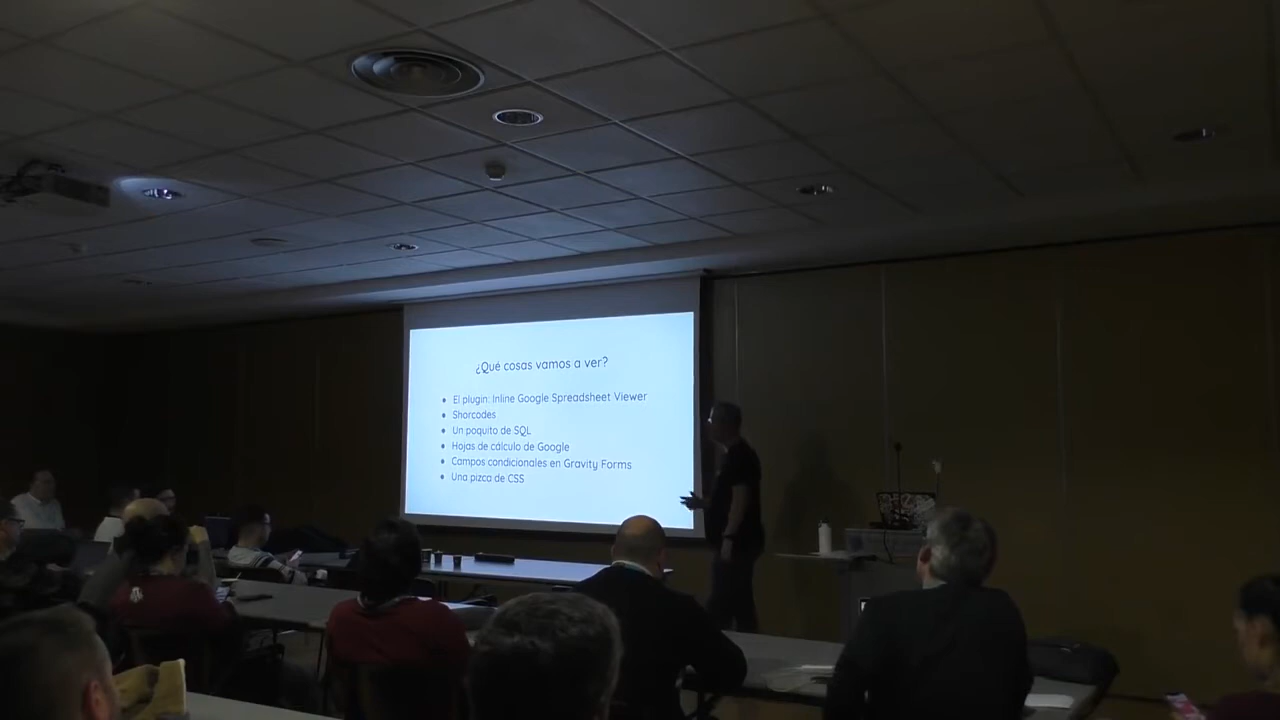 ¿Qué cosas vamos a ver?
● El plugin: Inline Google Spreadsheet Viewer
● Shorcodes
● Un poquito de SQL
● Hojas de cálculo de Google
● Campos condicionales en Gravity Forms
● Una pizca de CSS